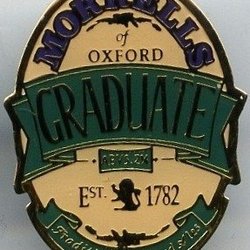 MORRELLS
of
OXFORD
GRADUATE
EST. 1782